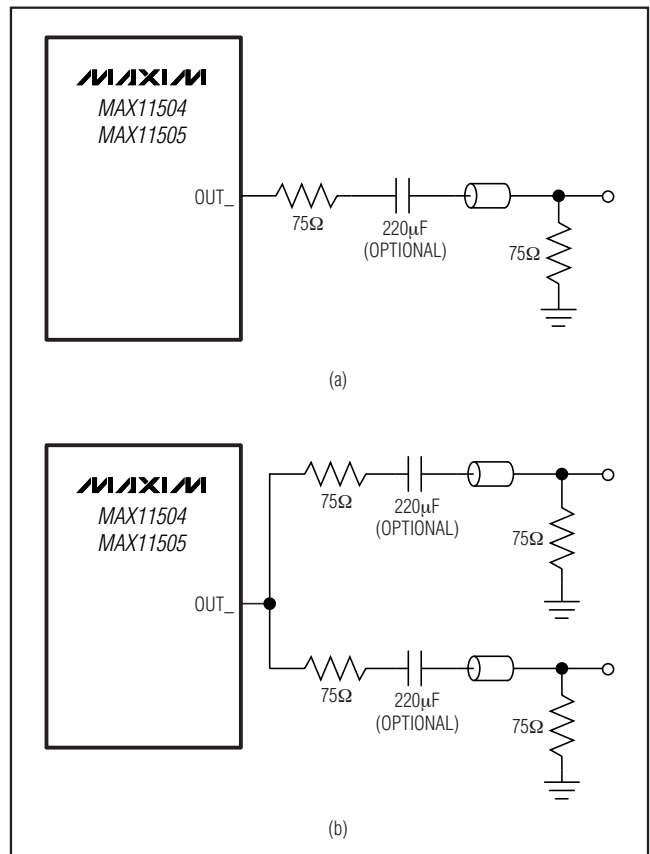 MAXIM
MAX11504
MAX11505
OUT_
75Ω
220μF
(OPTIONAL)
75Ω
(a)
MAXIM
MAX11504
MAX11505
OUT_
75Ω
220μF
(OPTIONAL)
75Ω
75Ω
220μF
(OPTIONAL)
75Ω
(b)